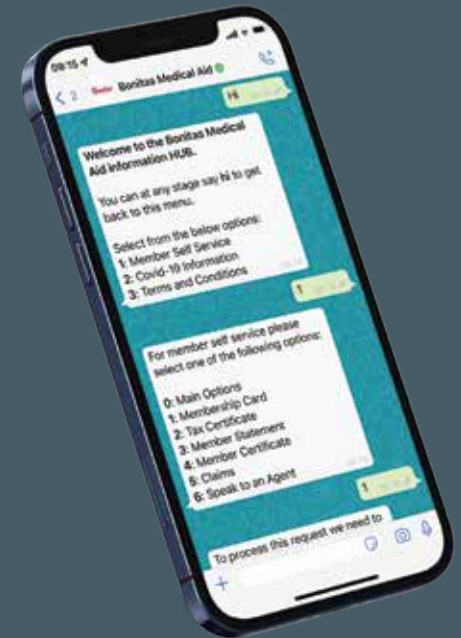 09:15
2
Bonitas Medical Aid
Hi
Welcome to the Bonitas Medical
Aid information HUB.
You can at any stage say hi to get
back to this menu.
Select from the below options:
1: Member Self Service
2: Covid-19 Information
3: Terms and Conditions
1
For member self service please
select one of the following options:
0: Main Options
1: Membership Card
2: Tax Certificate
3: Member Statement
4: Member Certificate
5: Claims
6: Speak to an Agent
1
To process this request we need to